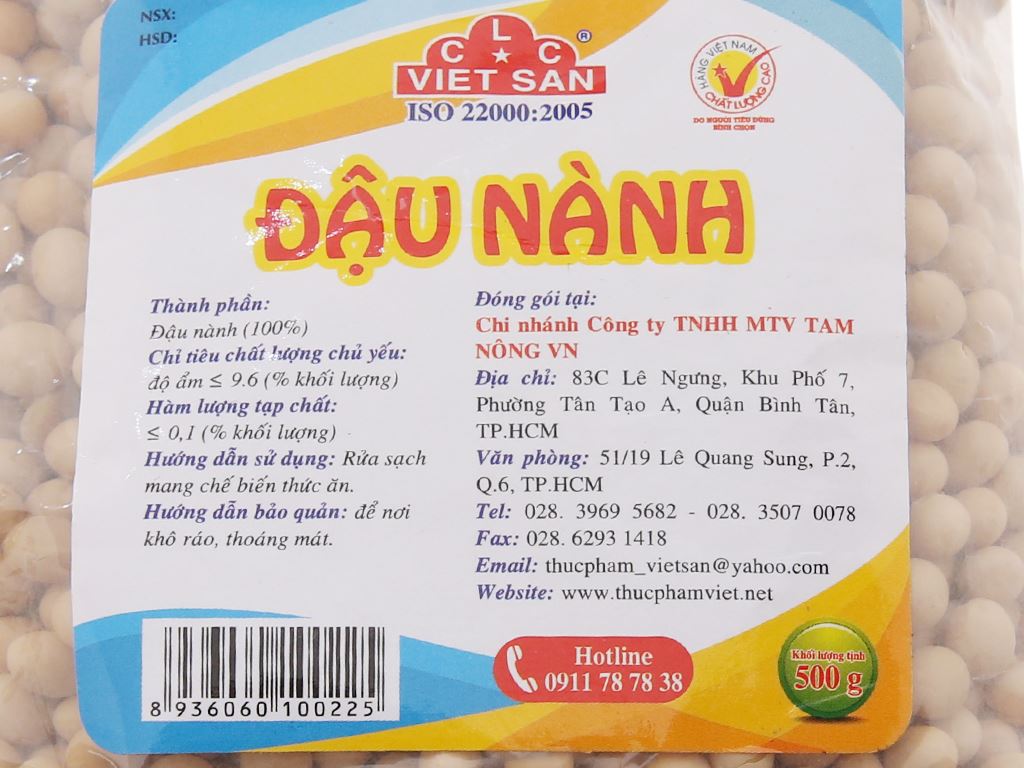 NSX:
HSD:
CLC
VIET SAN ®
ISO 22000:2005
HÀNG VIỆT NAM
CHẤT LƯỢNG CAO
DO NGƯỜI TIÊU DÙNG
BÌNH CHỌN
ĐẬU NÀNH
Thành phần:
Đậu nành (100%)
Chỉ tiêu chất lượng chủ yếu:
độ ẩm ≤ 9.6 (% khối lượng)
Hàm lượng tạp chất:
≤ 0,1 (% khối lượng)
Hướng dẫn sử dụng: Rửa sạch
mang chế biến thức ăn.
Hướng dẫn bảo quản: để nơi
khô ráo, thoáng mát.
Đóng gói tại:
Chi nhánh Công ty TNHH MTV TAM
NÔNG VN
Địa chỉ: 83C Lê Ngưng, Khu Phố 7,
Phường Tân Tạo A, Quận Bình Tân,
TP.HCM
Văn phòng: 51/19 Lê Quang Sung, P.2,
Q.6, TP.HCM
Tel: 028. 3969 5682 - 028. 3507 0078
Fax: 028. 6293 1418
Email: thucpham_vietsan@yahoo.com
Website: www.thucphamviet.net
8 936060 100225
Hotline
0911 78 78 38
Khối lượng tịnh
500 g